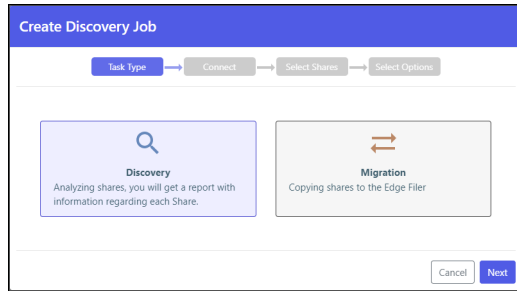 Create Discovery Job
Task Type
Connect
Select Shares
Select Options
Discovery
Analyzing shares, you will get a report with
information regarding each Share.
Migration
Copying shares to the Edge Filer
Cancel
Next